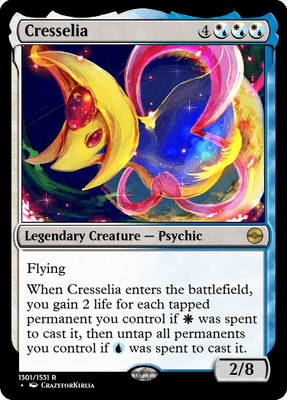 Cresselia 4
Legendary Creature — Psychic
Flying
When Cresselia enters the battlefield,
you gain 2 life for each tapped
permanent you control if was spent
to cast it, then untap all permanents
you control if was spent to cast it.
2/8
1301/1531 R
• CrazytorKirlia